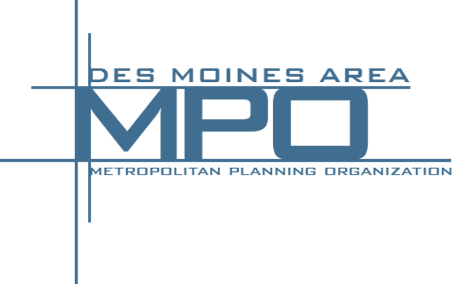 DES MOINES AREA
MPO
METROPOLITAN PLANNING ORGANIZATION